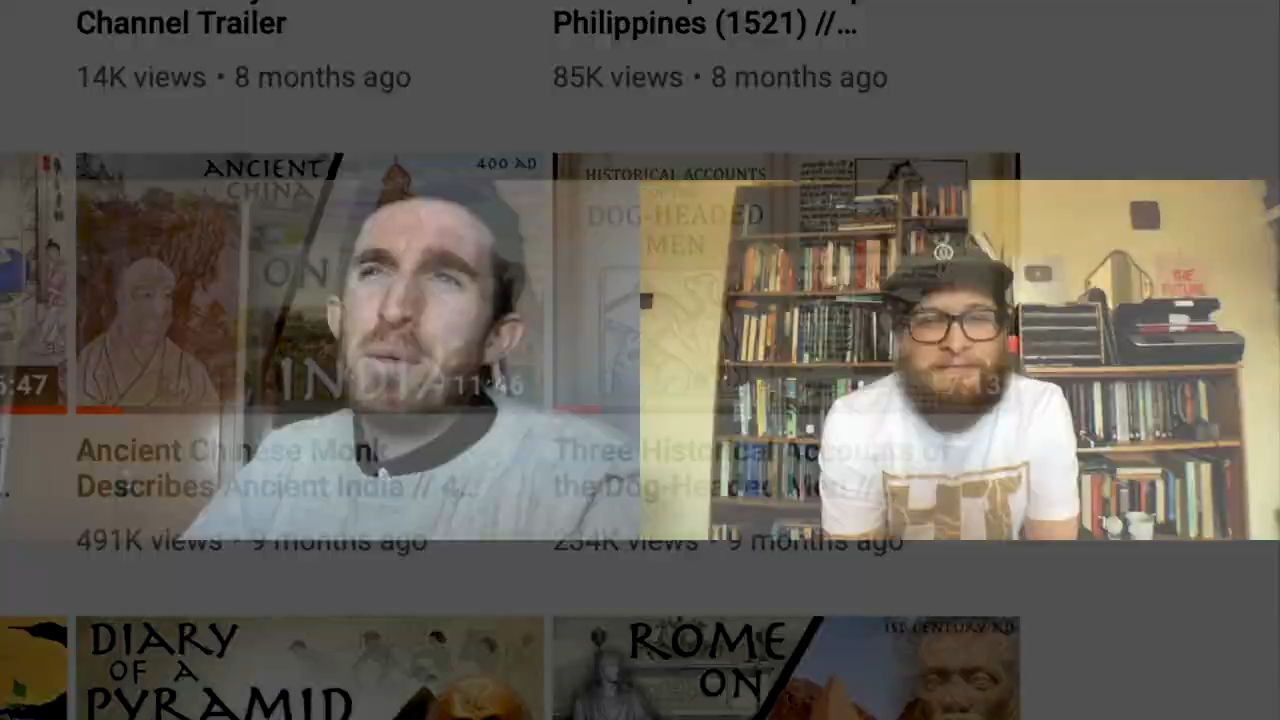 Channel Trailer
Philippines (1521) //...
14K views • 8 months ago
85K views • 8 months ago
ANCIENT
CHINA
ON
INDIA
400 AD
11:46
HISTORICAL ACCOUNTS
DOG-HEADED
MEN
THE
FUTURE
:47
Ancient Chinese Monk
Describes Ancient India // 4...
Three Historical Accounts of
the Dog-Headed Men //
491K views • 9 months ago
234K views • 9 months ago
DIARY
OF A
PYRAMID
ROME
ON
1ST CENTURY AD